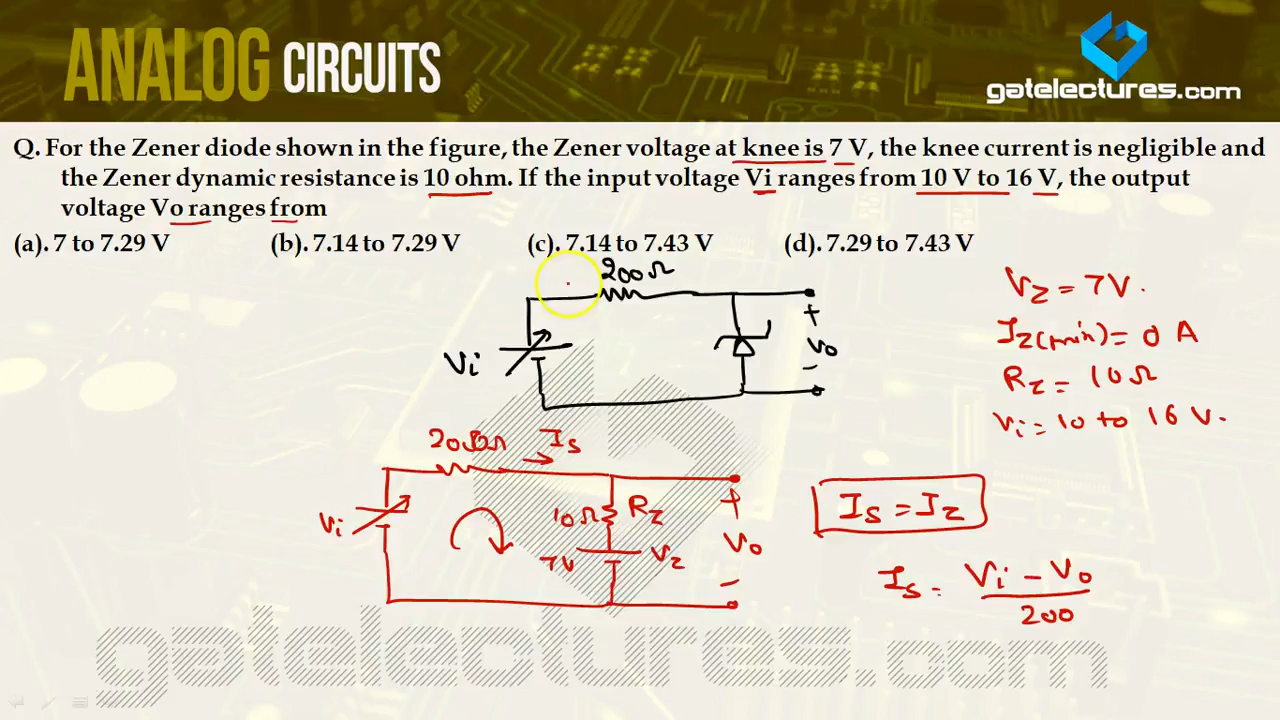 ANALOG CIRCUITS
gatelectures.com
Q. For the Zener diode shown in the figure, the Zener voltage at knee is 7 V, the knee current is negligible and
the Zener dynamic resistance is 10 ohm. If the input voltage Vi ranges from 10 V to 16 V, the output
voltage Vo ranges from
(a). 7 to 7.29 V (b). 7.14 to 7.29 V (c). 7.14 to 7.43 V (d). 7.29 to 7.43 V
200Ω
Vi
+
Vo
-
VZ = 7V.
IZ(min) = 0 A
RZ = 10Ω
Vi = 10 to 16 V.
200Ω IS
Vi
10Ω RZ
7V VZ
+
Vo
-
IS = IZ
IS = Vi - Vo
200
gatelectures.com